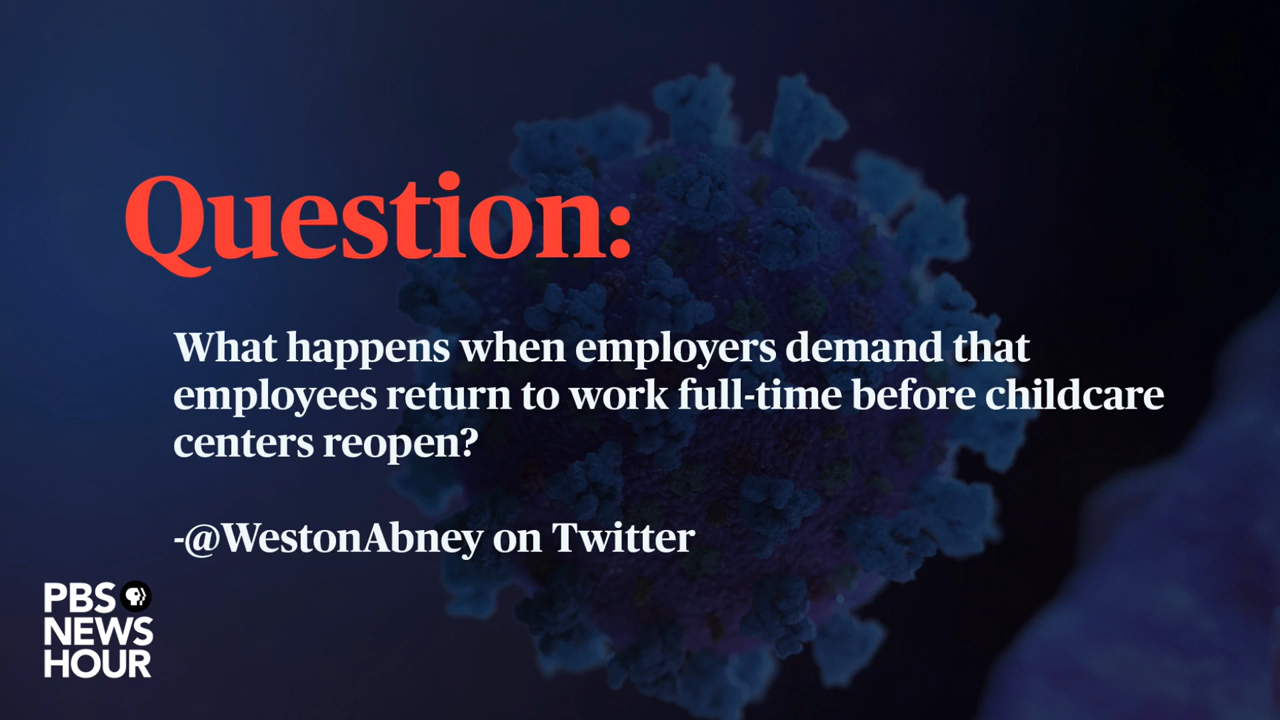 Question:
What happens when employers demand that
employees return to work full-time before childcare
centers reopen?
-@WestonAbney on Twitter
PBS
NEWS
HOUR